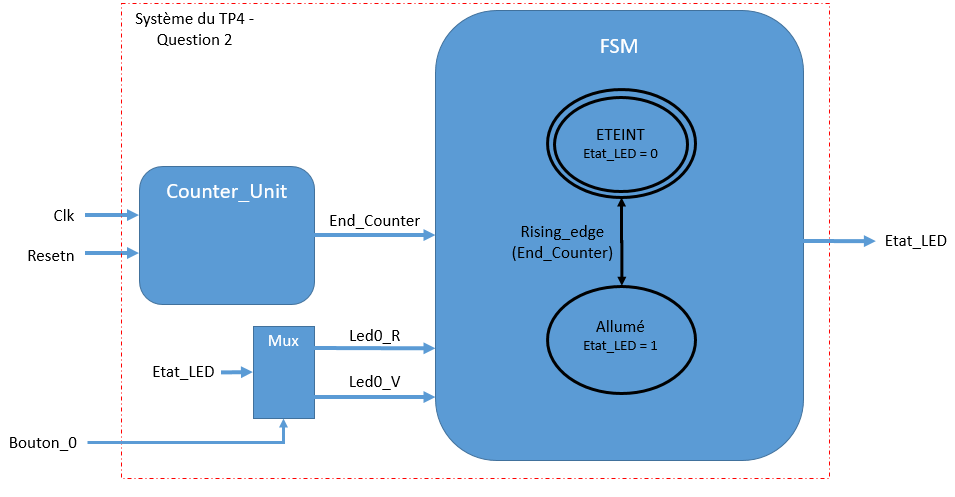 Système du TP4 -
Question 2
FSM
ETEINT
Etat_LED = 0
Counter_Unit
Clk
End_Counter
Rising_edge
(End_Counter)
Etat_LED
Resetn
Allumé
Etat_LED = 1
Mux
Led0_R
Etat_LED
Led0_V
Bouton_0